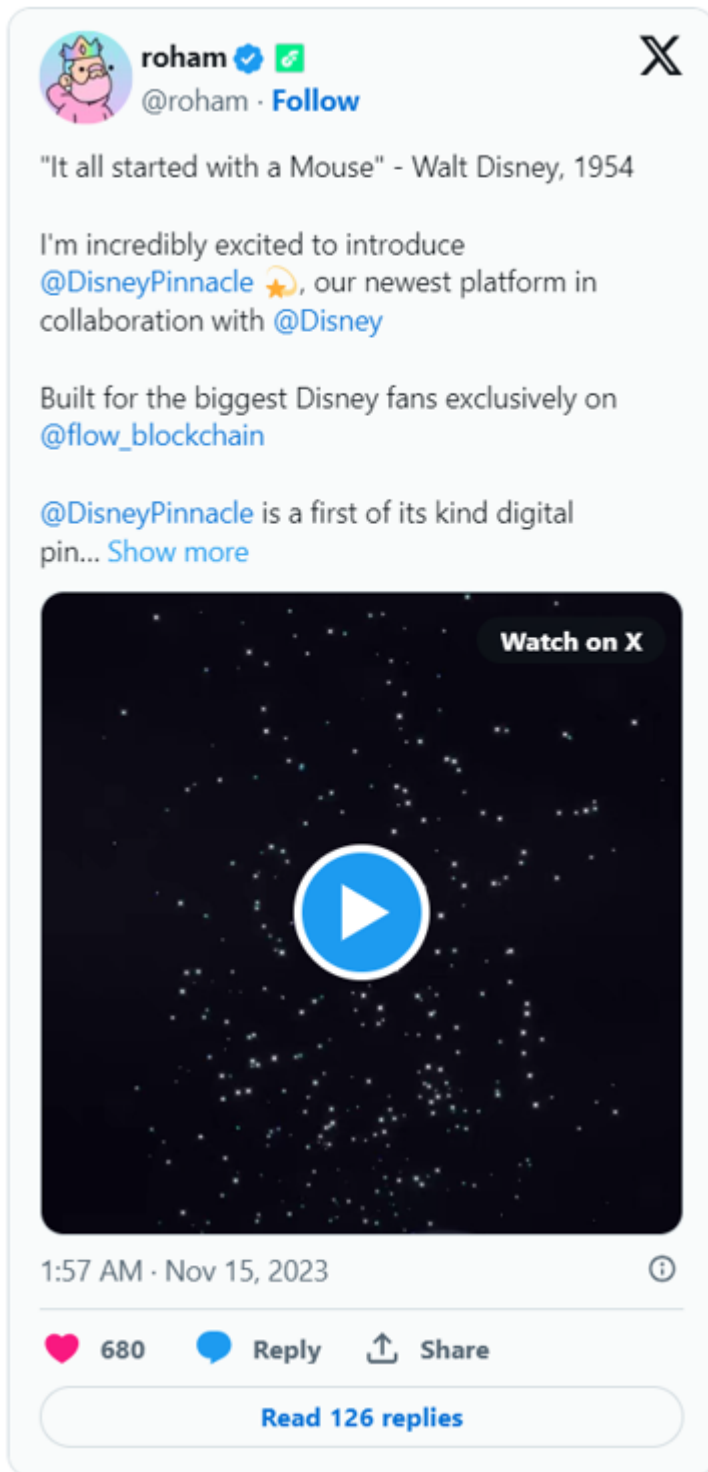 roham
@roham · Follow
"It all started with a Mouse" - Walt Disney, 1954
I'm incredibly excited to introduce
@DisneyPinnacle 💫, our newest platform in
collaboration with @Disney
Built for the biggest Disney fans exclusively on
@flow_blockchain
@DisneyPinnacle is a first of its kind digital
pin... Show more
Watch on X
1:57 AM · Nov 15, 2023
680 Reply Share
Read 126 replies